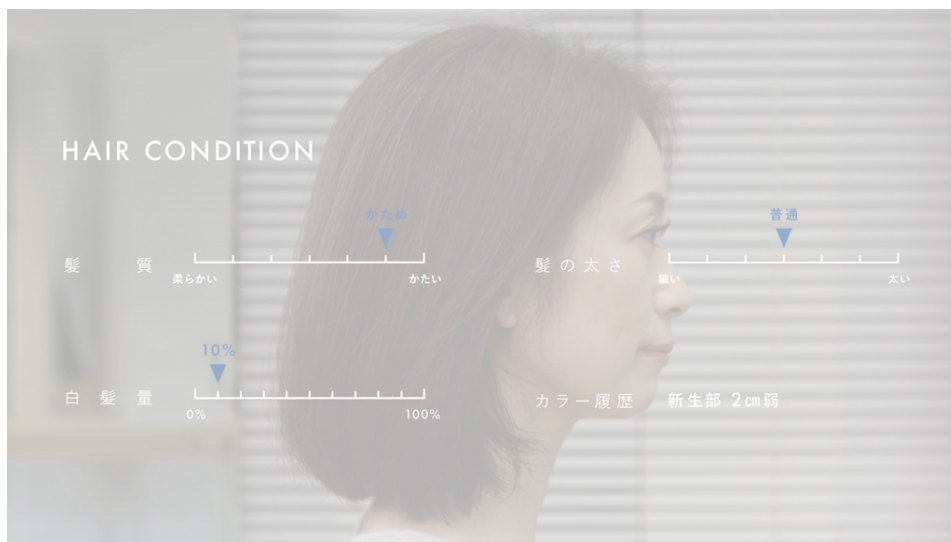 HAIR CONDITION
かため
髪質
柔らかい かたい
普通
髪の太さ
細い 太い
10%
白髪量
0% 100%
カラー履歴 新生部 2cm弱